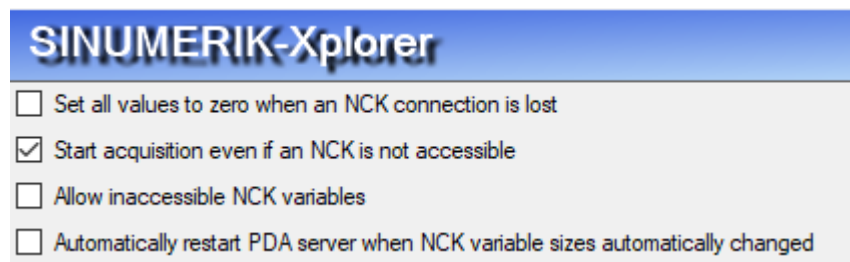 SINUMERIK-Xplorer
Set all values to zero when an NCK connection is lost
Start acquisition even if an NCK is not accessible
Allow inaccessible NCK variables
Automatically restart PDA server when NCK variable sizes automatically changed